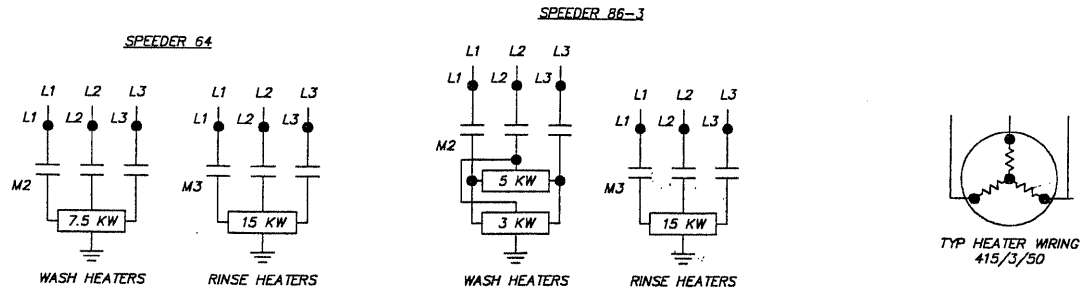 SPEEDER 64
L1 L2 L3
L1 L2 L3
M2
7.5 KW
WASH HEATERS
L1 L2 L3
L1 L2 L3
M3
15 KW
RINSE HEATERS
SPEEDER 86-3
L1 L2 L3
L1 L2 L3
M2
5 KW
3 KW
WASH HEATERS
L1 L2 L3
L1 L2 L3
M3
15 KW
RINSE HEATERS
TYP HEATER WIRING
415/3/50